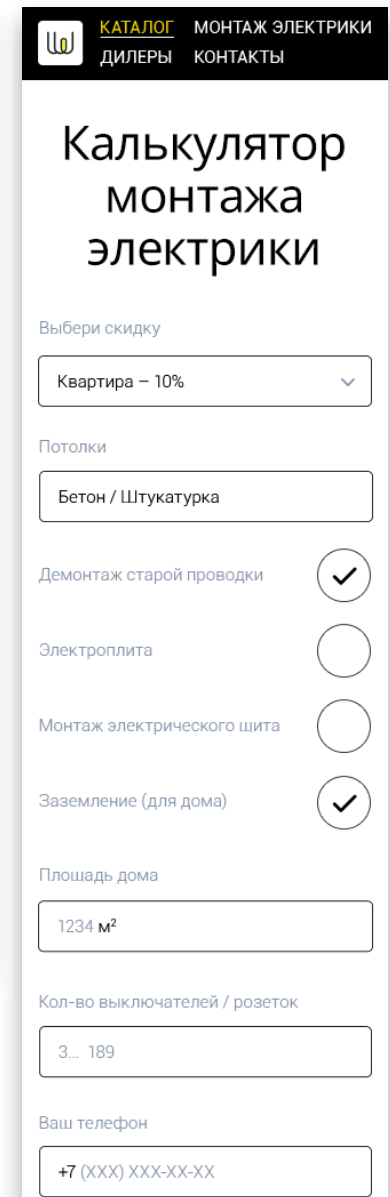 КАТАЛОГ МОНТАЖ ЭЛЕКТРИКИ
ДИЛЕРЫ КОНТАКТЫ
Калькулятор
монтажа
электрики
Выбери скидку
Квартира – 10%
Потолки
Бетон / Штукатурка
Демонтаж старой проводки
Электроплита
Монтаж электрического щита
Заземление (для дома)
Площадь дома
1234 м²
Кол-во выключателей / розеток
3... 189
Ваш телефон
+7 (XXX) XXX-XX-XX